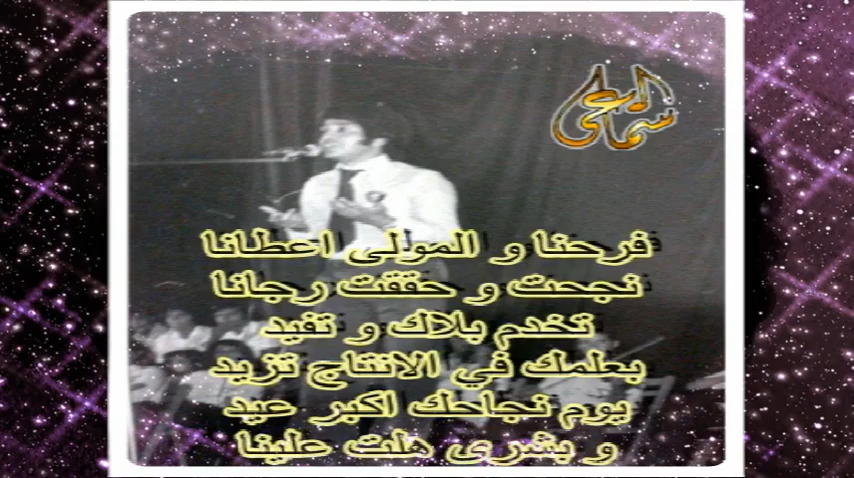 سماعي
فرحنا و المولى اعطانا
نجحت و حققت رجانا
تخدم بلاك و تفيد
بعلمك في الانتاج تزيد
يوم نجاحك اكبر عيد
و بشرى هلت علينا